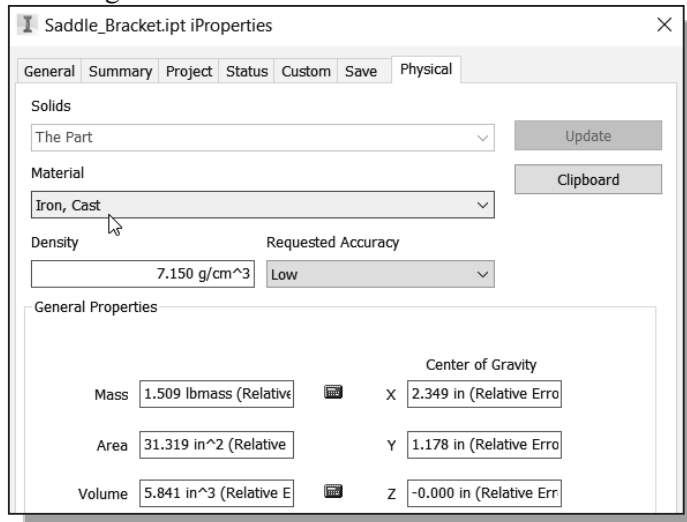 Saddle_Bracket.ipt iProperties
General Summary Project Status Custom Save Physical
Solids
The Part
Update
Material
Clipboard
Iron, Cast
Density
Requested Accuracy
7.150 g/cm^3
Low
General Properties
Center of Gravity
Mass 1.509 lbmass (Relative X 2.349 in (Relative Erro
Area 31.319 in^2 (Relative Y 1.178 in (Relative Erro
Volume 5.841 in^3 (Relative E Z -0.000 in (Relative Err